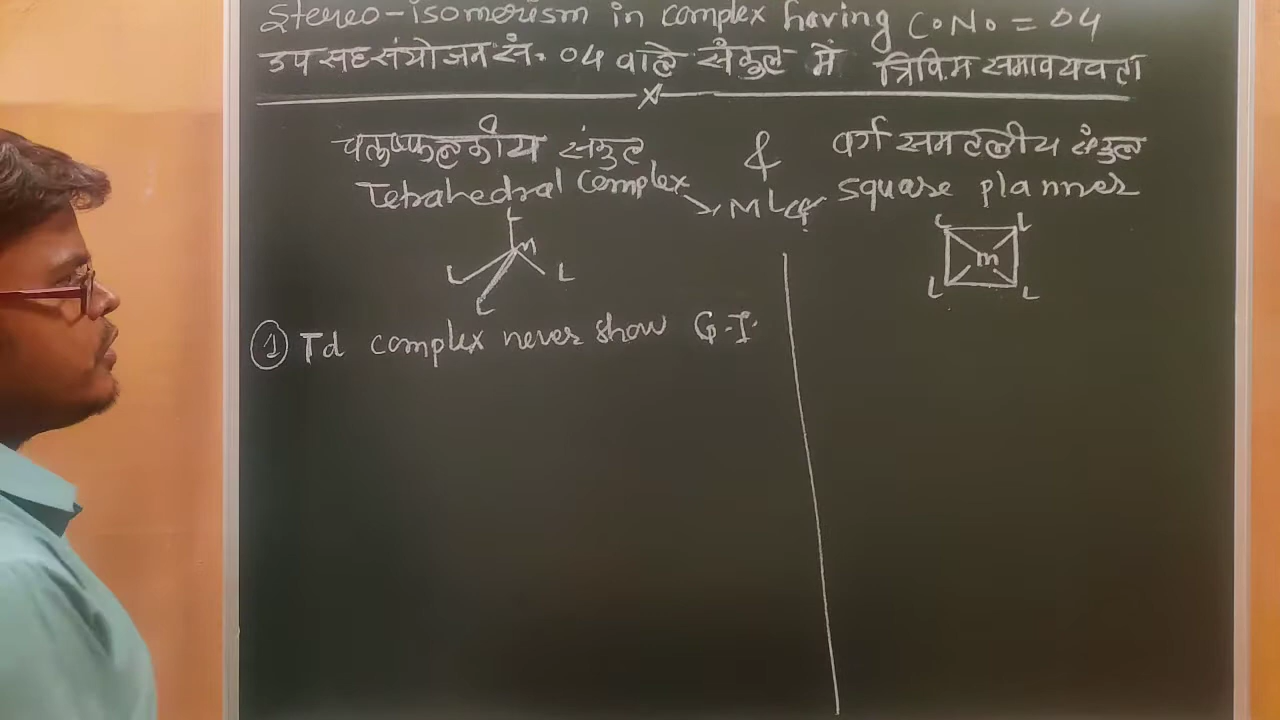 Stereo-isomerism in complex having C.No = 04
उपसहसंयोजन सं. 04 वाले संकुल में त्रिविम समावयवता
x
चतुष्फलकीय संकुल & वर्ग समतलीय संकुल
Tetrahedral Complex → ML4 square planner
L
M
L L
L
L L
m
L L
① Td complex never show G.I.